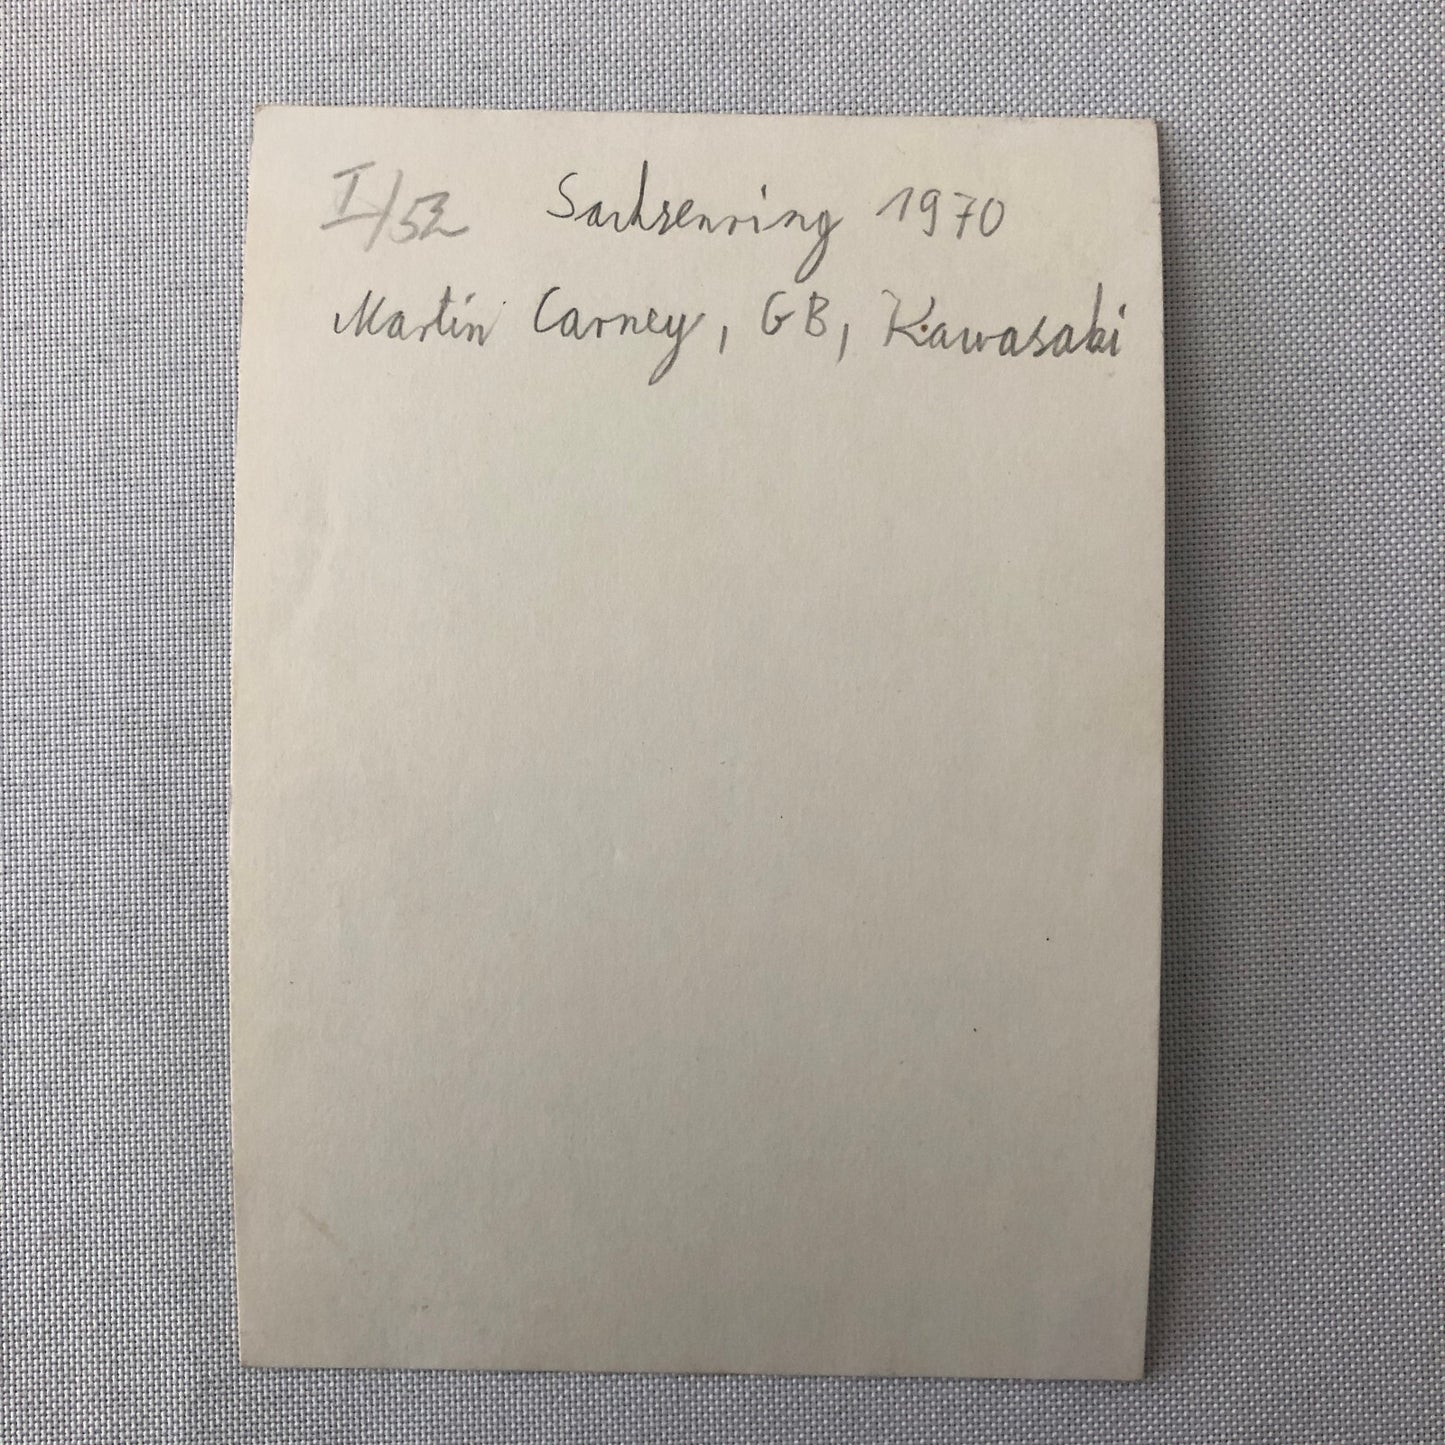 I/52 Sachsenring 1970
Martin Carney, GB, Kawasaki